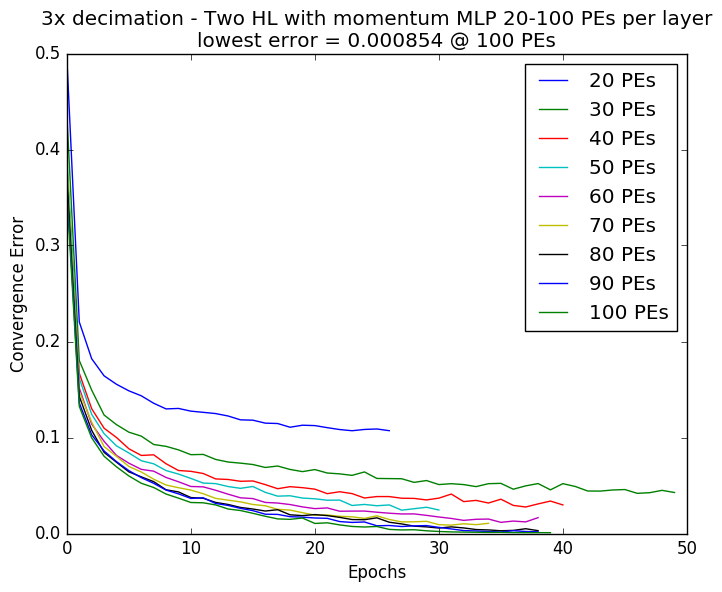 3x decimation - Two HL with momentum MLP 20-100 PEs per layer
lowest error = 0.000854 @ 100 PEs
0.5
0.4
0.3
0.2
0.1
0.0
Convergence Error
20 PEs
30 PEs
40 PEs
50 PEs
60 PEs
70 PEs
80 PEs
90 PEs
100 PEs
0 10 20 30 40 50
Epochs